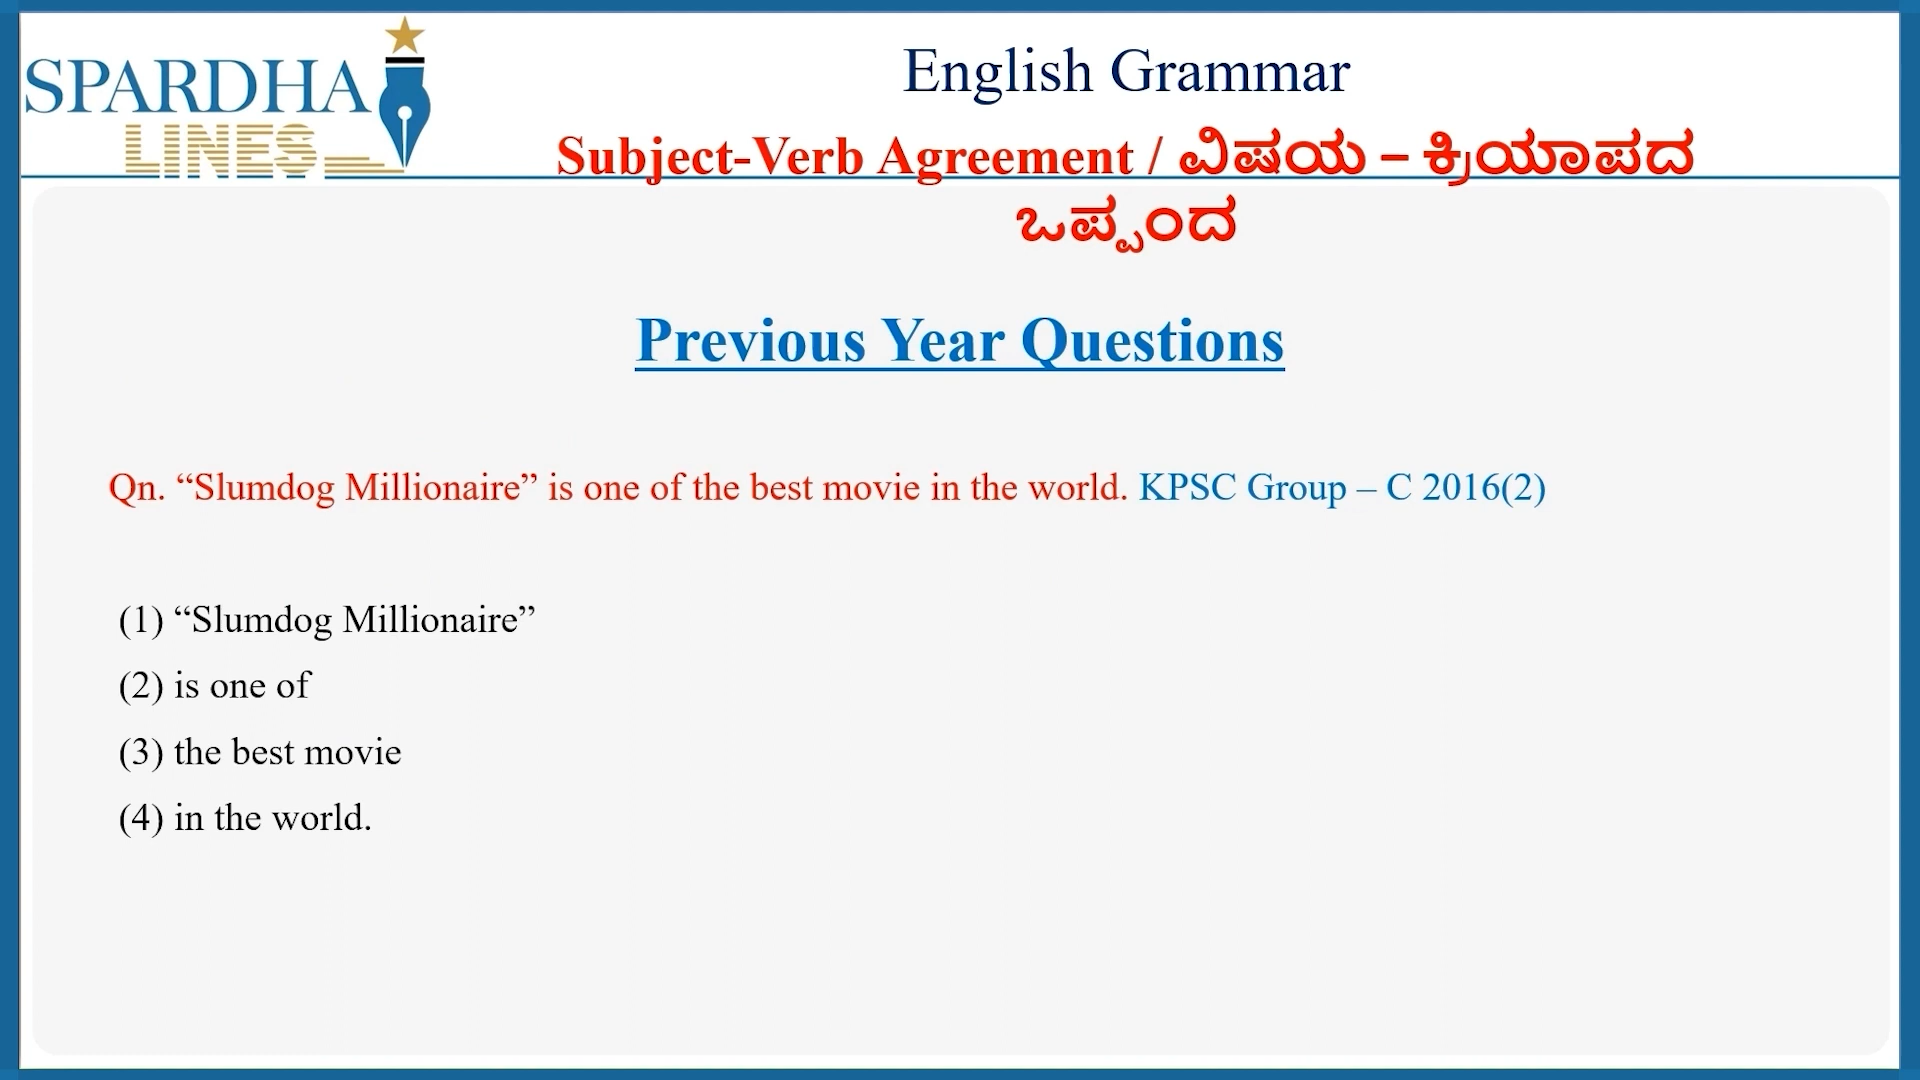 SPARDHA
LINES
English Grammar
Subject-Verb Agreement / ವಿಷಯ – ಕ್ರಿಯಾಪದ
ಒಪ್ಪಂದ
Previous Year Questions
Qn. “Slumdog Millionaire” is one of the best movie in the world. KPSC Group – C 2016(2)
(1) “Slumdog Millionaire”
(2) is one of
(3) the best movie
(4) in the world.